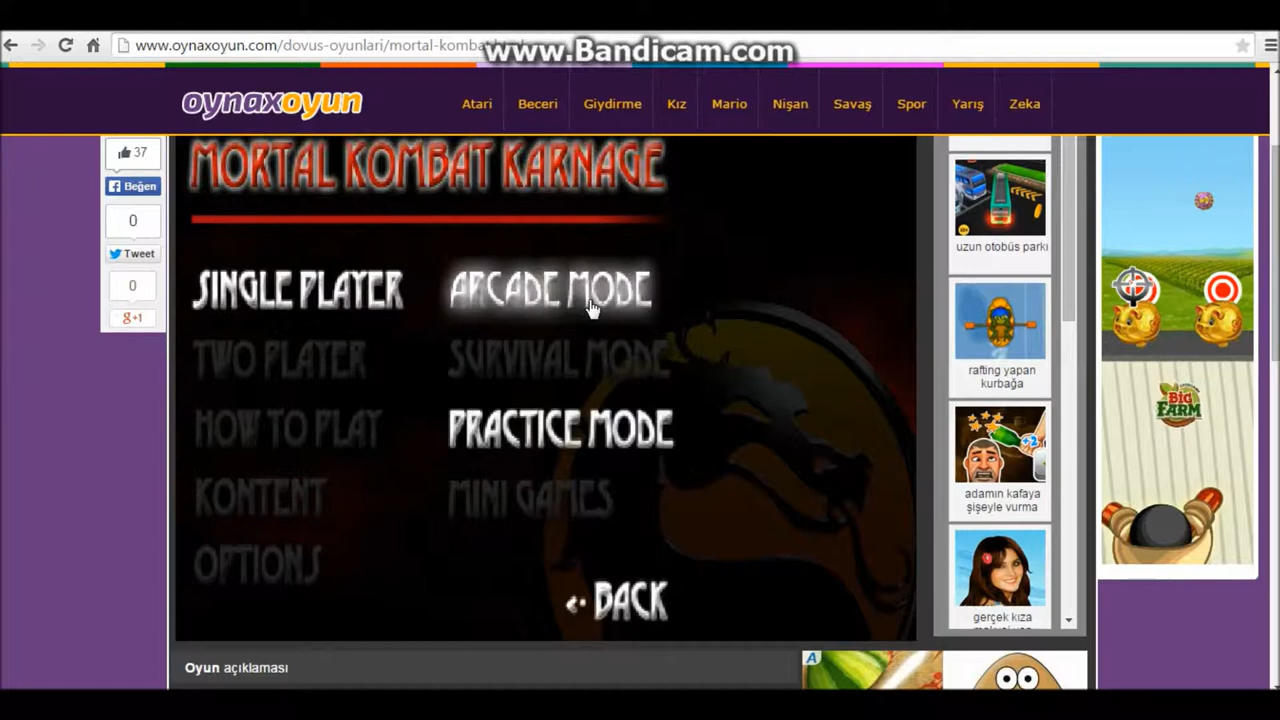 www.oynaxoyun.com/dovus-oyunlari/mortal-kombat
www.Bandicam.com
oynaxoyun
Atari Beceri Giydirme Kız Mario Nişan Savaş Spor Yarış Zeka
37
Beğen
0
Tweet
0
g+1
MORTAL KOMBAT KARNAGE
SINGLE PLAYER ARCADE MODE
TWO PLAYER SURVIVAL MODE
HOW TO PLAY PRACTICE MODE
KONTENT MINI GAMES
OPTIONS
<- BACK
uzun otobüs parkı
rafting yapan
kurbağa
+2
adamın kafaya
şişeyle vurma
gerçek kıza
BIG
FARM
Oyun açıklaması
A